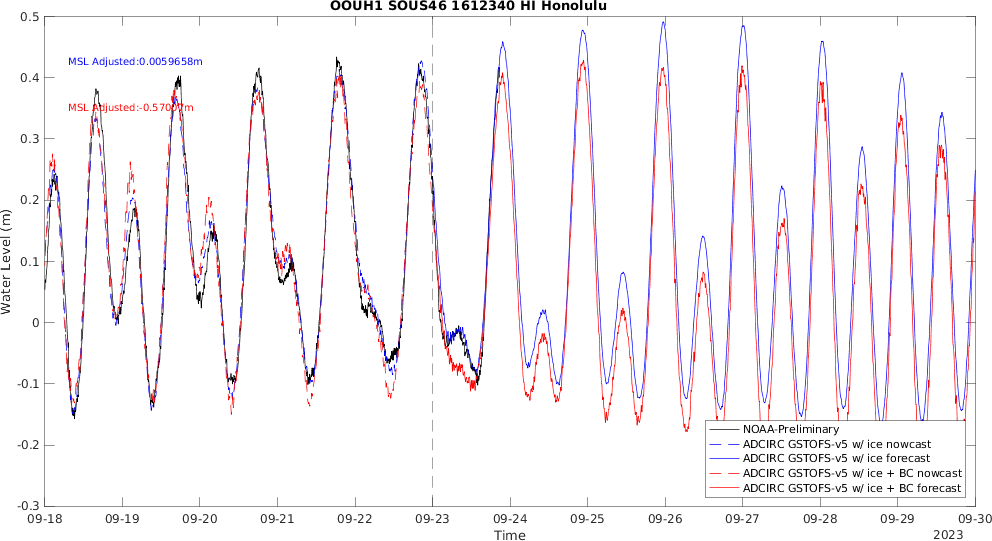 OOUH1 SOUS46 1612340 HI Honolulu
0.5
MSL Adjusted:0.0059658m
0.4
MSL Adjusted:-0.57007m
0.3
0.2
0.1
0
-0.1
-0.2
-0.3
Water Level (m)
NOAA-Preliminary
ADCIRC GSTOFS-v5 w/ ice nowcast
ADCIRC GSTOFS-v5 w/ ice forecast
ADCIRC GSTOFS-v5 w/ ice + BC nowcast
ADCIRC GSTOFS-v5 w/ ice + BC forecast
09-18 09-19 09-20 09-21 09-22 09-23 09-24 09-25 09-26 09-27 09-28 09-29 09-30
Time
2023